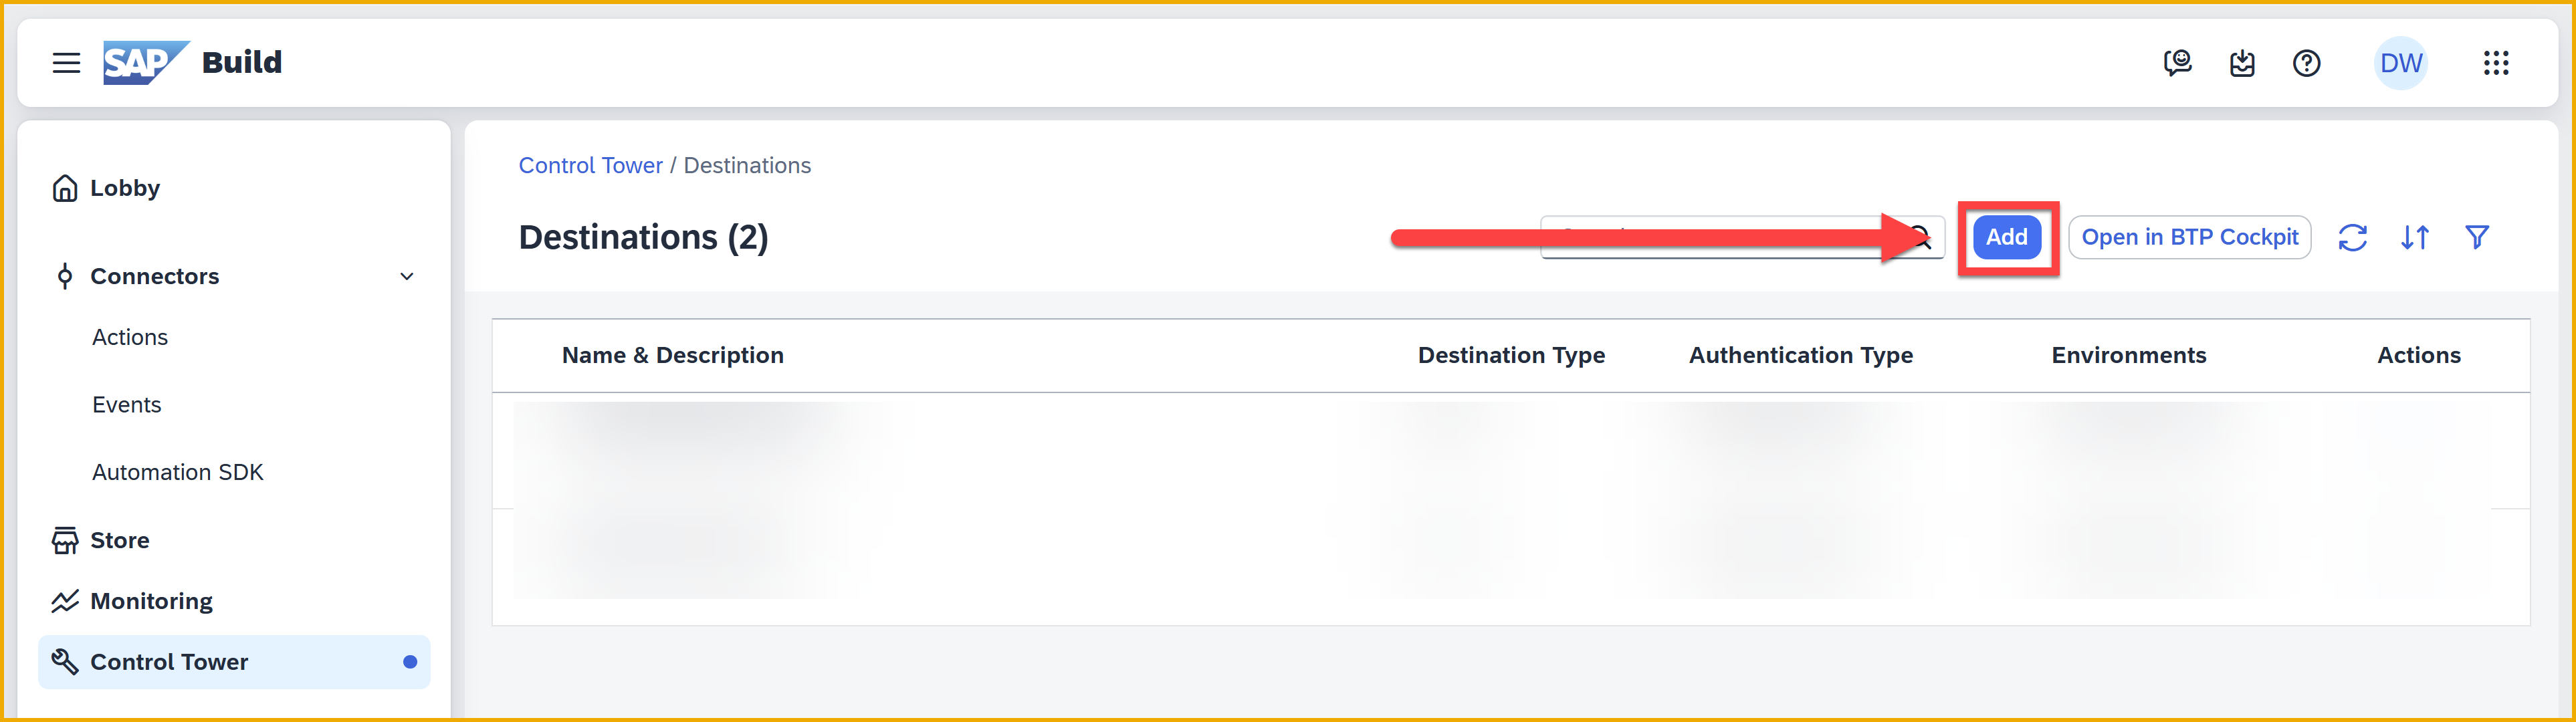 SAP Build
DW
Lobby
Connectors
Actions
Events
Automation SDK
Store
Monitoring
Control Tower
Control Tower / Destinations
Destinations (2)
Add
Open in BTP Cockpit
Name & Description Destination Type Authentication Type Environments Actions